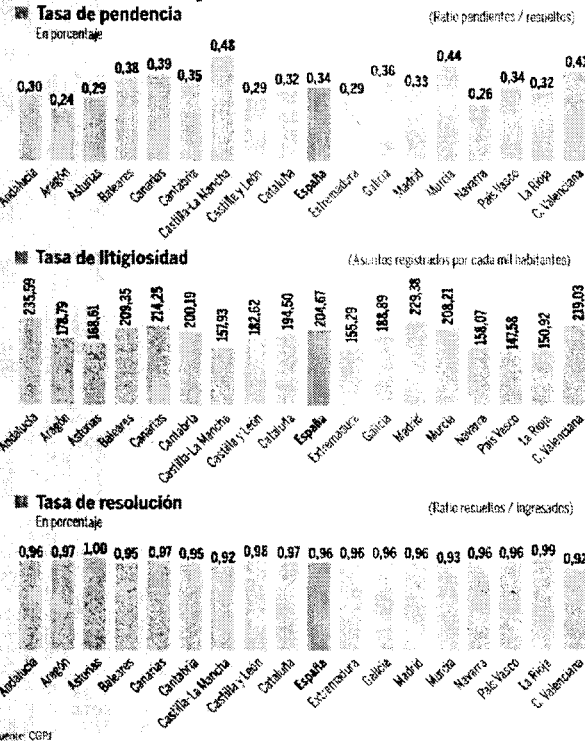 Tasa de pendencia (Ratio pendientes / resueltos)
En porcentaje
0,30 0,24 0,29 0,38 0,39 0,35 0,48 0,29 0,32 0,34 0,29 0,36 0,33 0,44 0,26 0,34 0,32 0,41
Andalucía Aragón Asturias Baleares Canarias Cantabria Castilla-La Mancha Castilla y León Cataluña España Extremadura Galicia Madrid Murcia Navarra País Vasco La Rioja C. Valenciana
Tasa de litigiosidad (Asuntos registrados por cada mil habitantes)
235,59 178,79 168,61 209,35 214,25 200,19 157,93 182,62 194,50 204,67 155,29 188,89 229,38 208,21 158,07 147,58 150,92 219,03
Andalucía Aragón Asturias Baleares Canarias Cantabria Castilla-La Mancha Castilla y León Cataluña España Extremadura Galicia Madrid Murcia Navarra País Vasco La Rioja C. Valenciana
Tasa de resolución (Ratio resueltos / ingresados)
En porcentaje
0,96 0,97 1,00 0,95 0,97 0,95 0,92 0,98 0,97 0,96 0,96 0,96 0,96 0,93 0,96 0,96 0,99 0,92
Andalucía Aragón Asturias Baleares Canarias Cantabria Castilla-La Mancha Castilla y León Cataluña España Extremadura Galicia Madrid Murcia Navarra País Vasco La Rioja C. Valenciana
uente: CGPJ